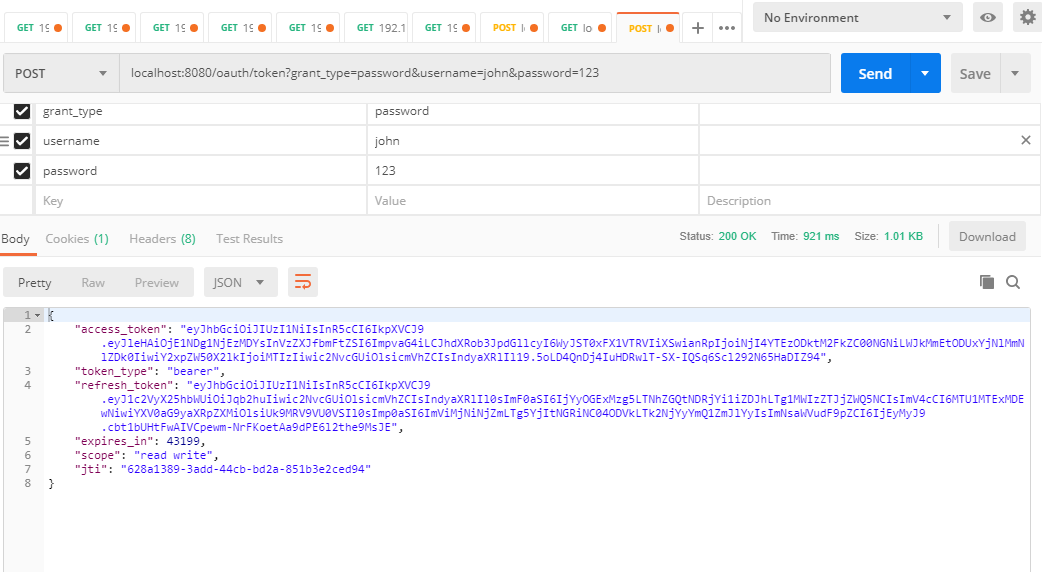 GET 19 GET 19 GET 19 GET 19 GET 19 GET 192.1 GET 19 POST l GET lo POST l + ••• No Environment
POST localhost:8080/oauth/token?grant_type=password&username=john&password=123 Send Save
grant_type password
username john
password 123
Key Value Description
Body Cookies (1) Headers (8) Test Results Status: 200 OK Time: 921 ms Size: 1.01 KB Download
Pretty Raw Preview JSON
1 {
2 "access_token": "eyJhbGciOiJIUzI1NiIsInR5cCI6IkpXVCJ9
.eyJleHAiOjE1NDg1NjEzMDYsInVzZXJfbmFtZSI6ImpvaG4iLCJhdXRob3JpdGllcyI6WyJST0xFX1VTRVIiXSwianRpIjoiNjI4YTEzODktM2FkZC00NGNiLWJkMmEtODUxYjNlMmN
lZDk0IiwiY2xpZW50X2lkIjoiMTIzIiwic2NvcGUiOlsicmVhZCIsIndyaXRlIl19.5oLD4QnDj4IuHDRwlT-SX-IQSq6Scl292N65HaDIZ94",
3 "token_type": "bearer",
4 "refresh_token": "eyJhbGciOiJIUzI1NiIsInR5cCI6IkpXVCJ9
.eyJ1c2VyX25hbWUiOiJqb2huIiwic2NvcGUiOlsicmVhZCIsIndyaXRlIl0sImF0aSI6IjYyOGExMzg5LTNhZGQtNDRjYi1iZDJhLTg1MWIzZTJjZWQ5NCIsImV4cCI6MTU1MTExMDE
wNiwiYXV0aG9yaXRpZXMiOlsiUk9MRV9VU0VSIl0sImp0aSI6ImViMjNiNjZmLTg5YjItNGRiNC04ODVkLTk2NjYyYmQ1ZmJlYyIsImNsaWVudF9pZCI6IjEyMyJ9
.cbt1bUHtFwAIVCpewm-NrFKoetAa9dPE6l2the9MsJE",
5 "expires_in": 43199,
6 "scope": "read write",
7 "jti": "628a1389-3add-44cb-bd2a-851b3e2ced94"
8 }